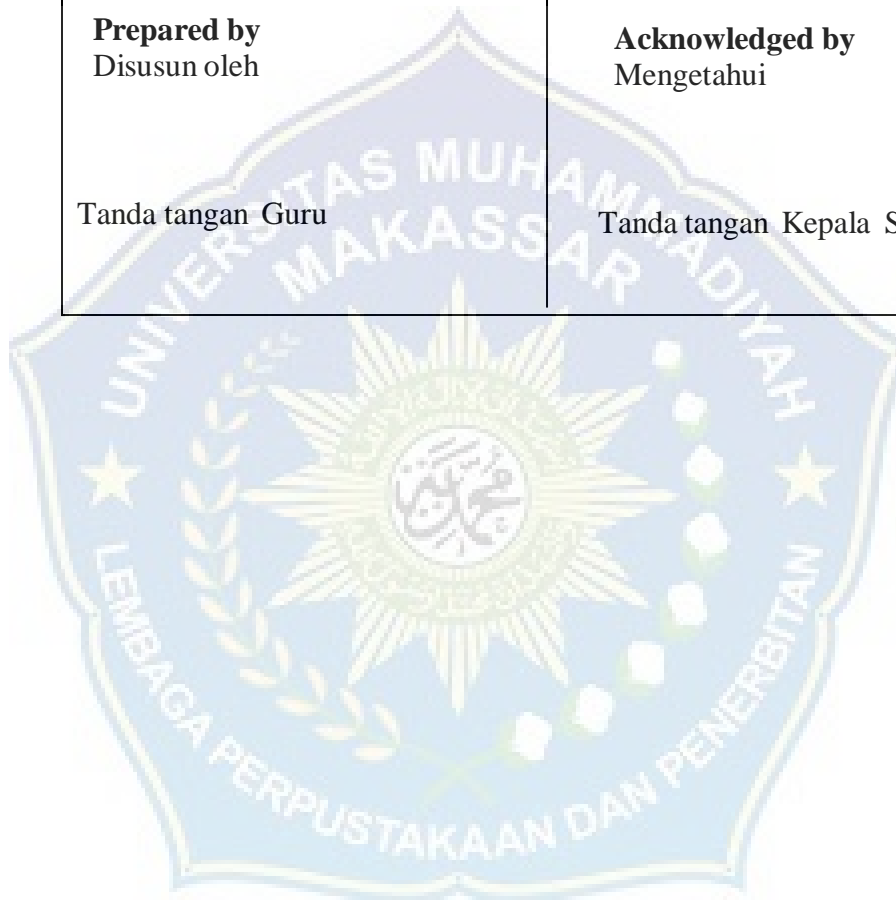 Prepared by
Disusun oleh
Tanda tangan Guru
Acknowledged by
Mengetahui
Tanda tangan Kepala S
UNIVERSITAS MUHAMMADIYAH
MAKASSAR
LEMBAGA PERPUSTAKAAN DAN PENERBITAN